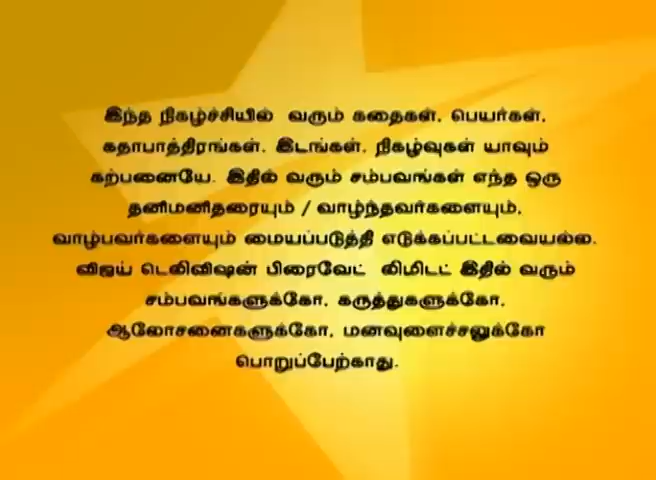 இந்த நிகழ்ச்சியில் வரும் கதைகள், பெயர்கள்,
கதாபாத்திரங்கள், இடங்கள், நிகழ்வுகள் யாவும்
கற்பனையே. இதில் வரும் சம்பவங்கள் எந்த ஒரு
தனிமனிதரையும் / வாழ்ந்தவர்களையும்,
வாழ்பவர்களையும் மையப்படுத்தி எடுக்கப்பட்டவையல்ல.
விஜய் டெலிவிஷன் பிரைவேட் லிமிடட் இதில் வரும்
சம்பவங்களுக்கோ, கருத்துகளுக்கோ,
ஆலோசனைகளுக்கோ, மனவுளைச்சலுக்கோ
பொறுப்பேற்காது.